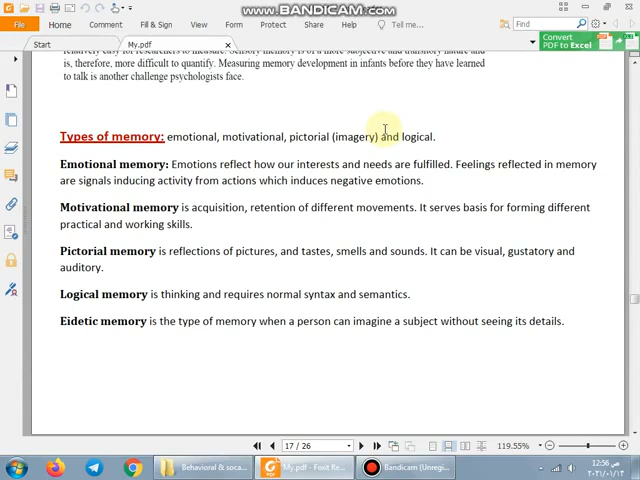 www.BANDICAM.com
File Home Comment View Form Protect Share Help Tell me... Find
Convert
PDF to Excel
Start My.pdf
is, therefore, more difficult to quantify. Measuring memory development in infants before they have learned
to talk is another challenge psychologists face.
Types of memory: emotional, motivational, pictorial (imagery) and logical.
Emotional memory: Emotions reflect how our interests and needs are fulfilled. Feelings reflected in memory
are signals inducing activity from actions which induces negative emotions.
Motivational memory is acquisition, retention of different movements. It serves basis for forming different
practical and working skills.
Pictorial memory is reflections of pictures, and tastes, smells and sounds. It can be visual, gustatory and
auditory.
Logical memory is thinking and requires normal syntax and semantics.
Eidetic memory is the type of memory when a person can imagine a subject without seeing its details.
17 / 26 119.55%
Behavioral & soca... My.pdf - Foxit Re... Bandicam (Unregi...
12:56 ص
٢٠٢١/٠١/١٣